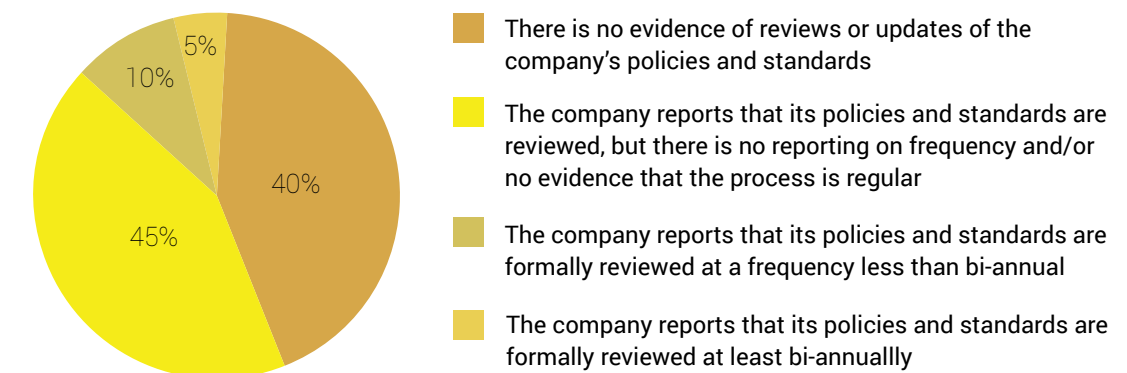 5%
10%
40%
45%
There is no evidence of reviews or updates of the
company’s policies and standards
The company reports that its policies and standards are
reviewed, but there is no reporting on frequency and/or
no evidence that the process is regular
The company reports that its policies and standards are
formally reviewed at a frequency less than bi-annual
The company reports that its policies and standards are
formally reviewed at least bi-annuallly